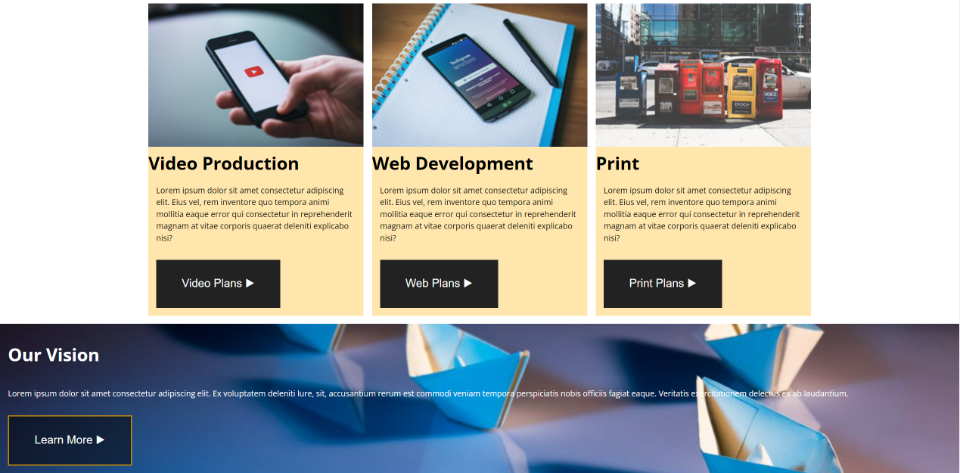 Instagram
sm
EPOCH
VOICE
Video Production
Lorem ipsum dolor sit amet consectetur adipiscing
elit. Eius vel, rem inventore quo tempora animi
mollitia eaque error qui consectetur in reprehenderit
magnam at vitae corporis quaerat deleniti explicabo
nisi?
Video Plans ▶
Web Development
Lorem ipsum dolor sit amet consectetur adipiscing
elit. Eius vel, rem inventore quo tempora animi
mollitia eaque error qui consectetur in reprehenderit
magnam at vitae corporis quaerat deleniti explicabo
nisi?
Web Plans ▶
Print
Lorem ipsum dolor sit amet consectetur adipiscing
elit. Eius vel, rem inventore quo tempora animi
mollitia eaque error qui consectetur in reprehenderit
magnam at vitae corporis quaerat deleniti explicabo
nisi?
Print Plans ▶
Our Vision
Lorem ipsum dolor sit amet consectetur adipiscing elit. Ex voluptatem deleniti Iure, sit, accusantium rerum est commodi veniam tempora perspiciatis nobis officiis fagiat eaque. Veritatis exercitationem delectus ex ab laudantium.
Learn More ▶